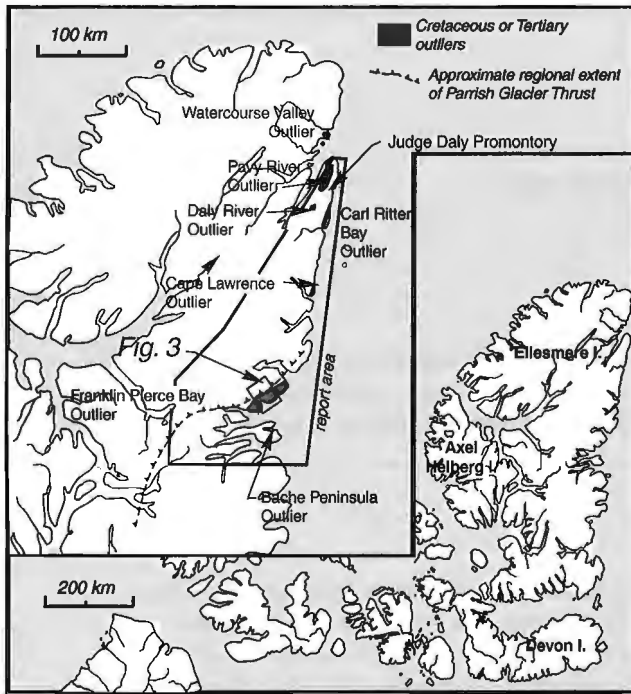 100 km
Cretaceous or Tertiary
outliers
Approximate regional extent
of Parrish Glacier Thrust
Watercourse Valley
Outlier
Judge Daly Promontory
Pavy River
Outlier
Daly River
Outlier
Carl Ritter
Bay
Outlier
Cape Lawrence
Outlier
Fig. 3
report area
Franklin Pierce Bay
Outlier
Bache Peninsula
Outlier
Ellesmere I.
Axel
Heiberg I.
200 km
Devon I.